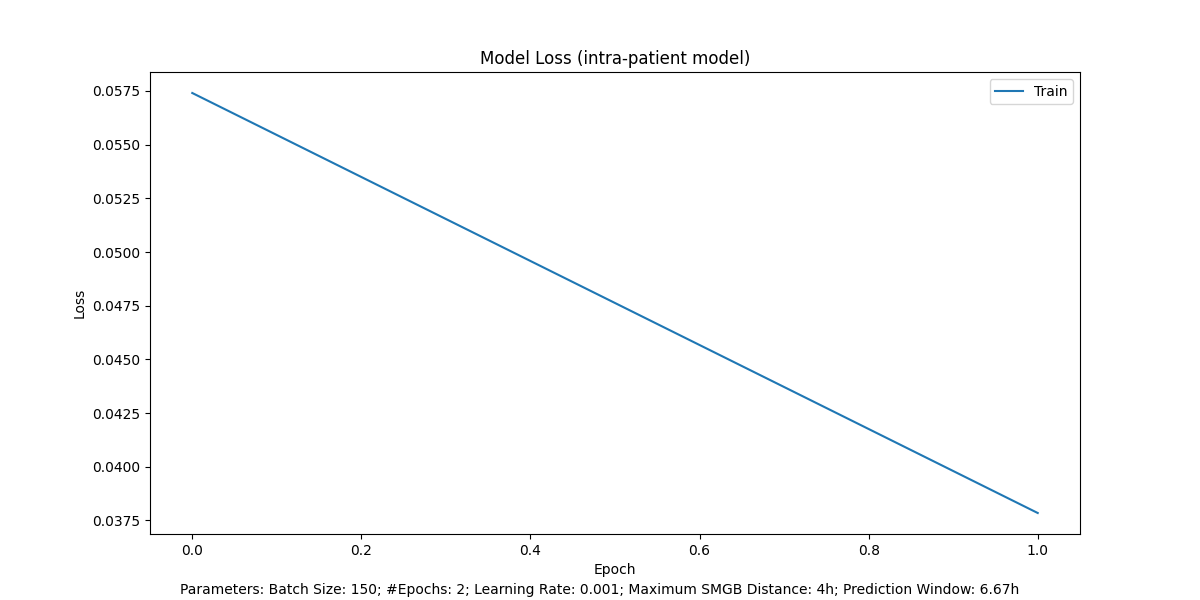 Model Loss (intra-patient model)
Train
0.0575
0.0550
0.0525
0.0500
0.0475
0.0450
0.0425
0.0400
0.0375
Loss
0.0 0.2 0.4 0.6 0.8 1.0
Epoch
Parameters: Batch Size: 150; #Epochs: 2; Learning Rate: 0.001; Maximum SMGB Distance: 4h; Prediction Window: 6.67h